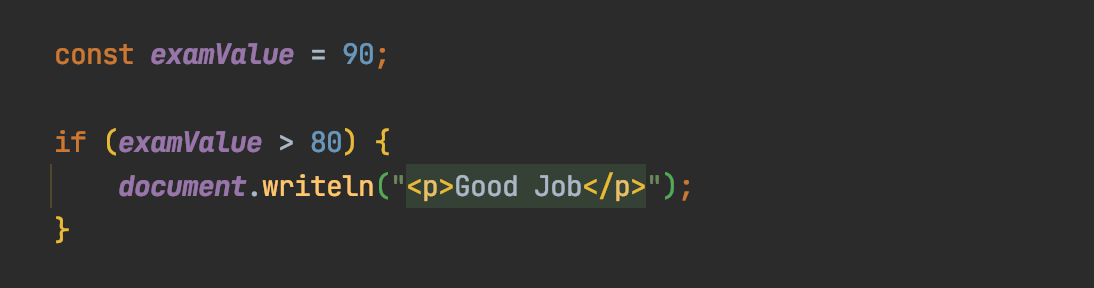 const examValue = 90;
if (examValue > 80) {
    document.writeln("<p>Good Job</p>");
}